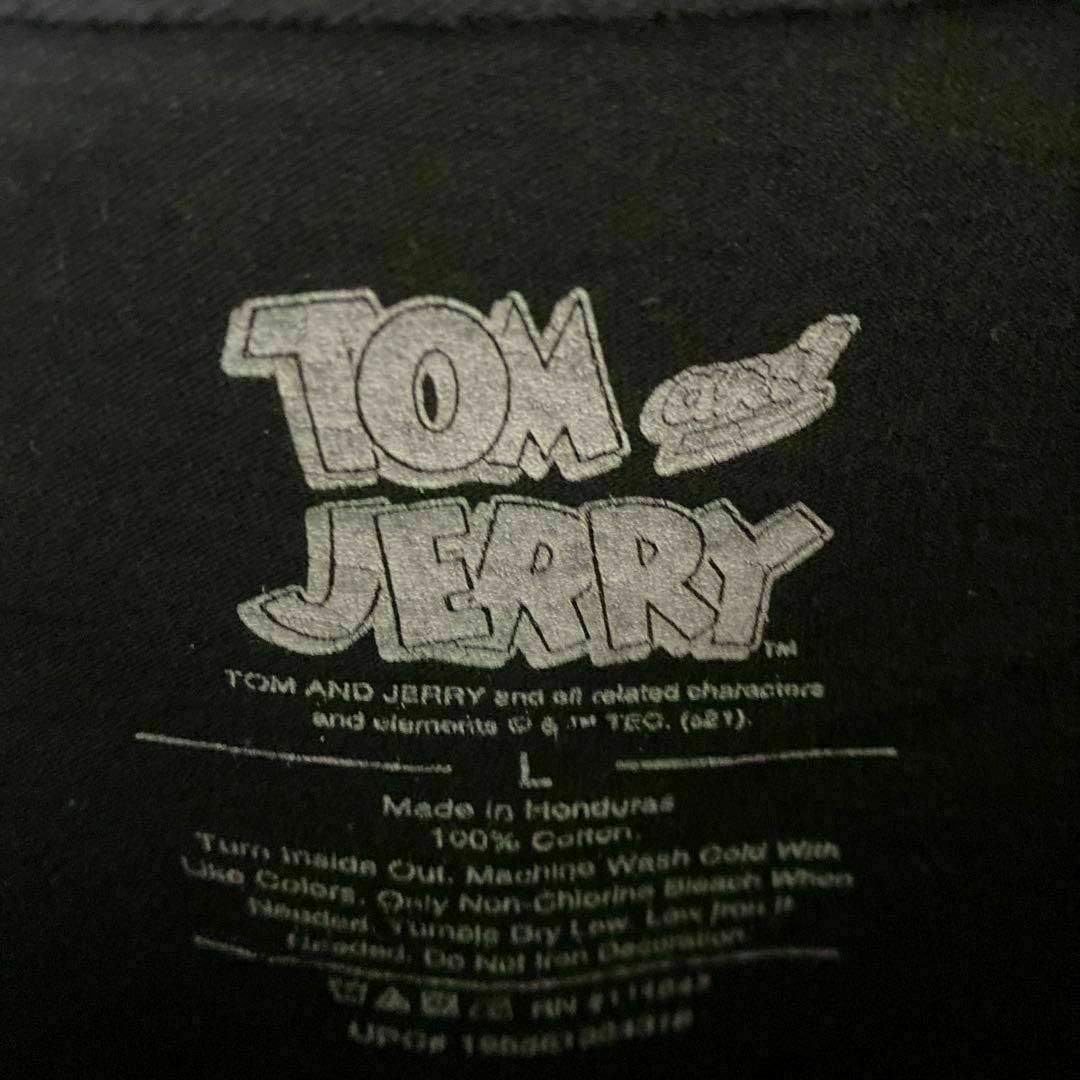 TOM and
JERRY™
TOM AND JERRY and all related characters
and elements © & ™ TEC. (s21).
L
Made in Honduras
100% Cotton.
Turn Inside Out. Machine Wash Cold With
Like Colors. Only Non-Chlorine Bleach When
Needed. Tumble Dry Low. Low Iron If
Needed. Do Not Iron Decoration.
RN #
UPC#